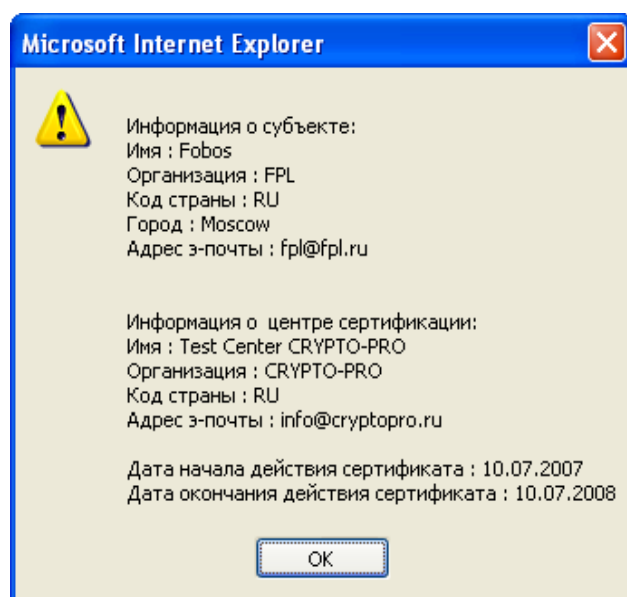 Microsoft Internet Explorer
Информация о субъекте:
Имя : Fobos
Организация : FPL
Код страны : RU
Город : Moscow
Адрес э-почты : fpl@fpl.ru
Информация о центре сертификации:
Имя : Test Center CRYPTO-PRO
Организация : CRYPTO-PRO
Код страны : RU
Адрес э-почты : info@cryptopro.ru
Дата начала действия сертификата : 10.07.2007
Дата окончания действия сертификата : 10.07.2008
OK